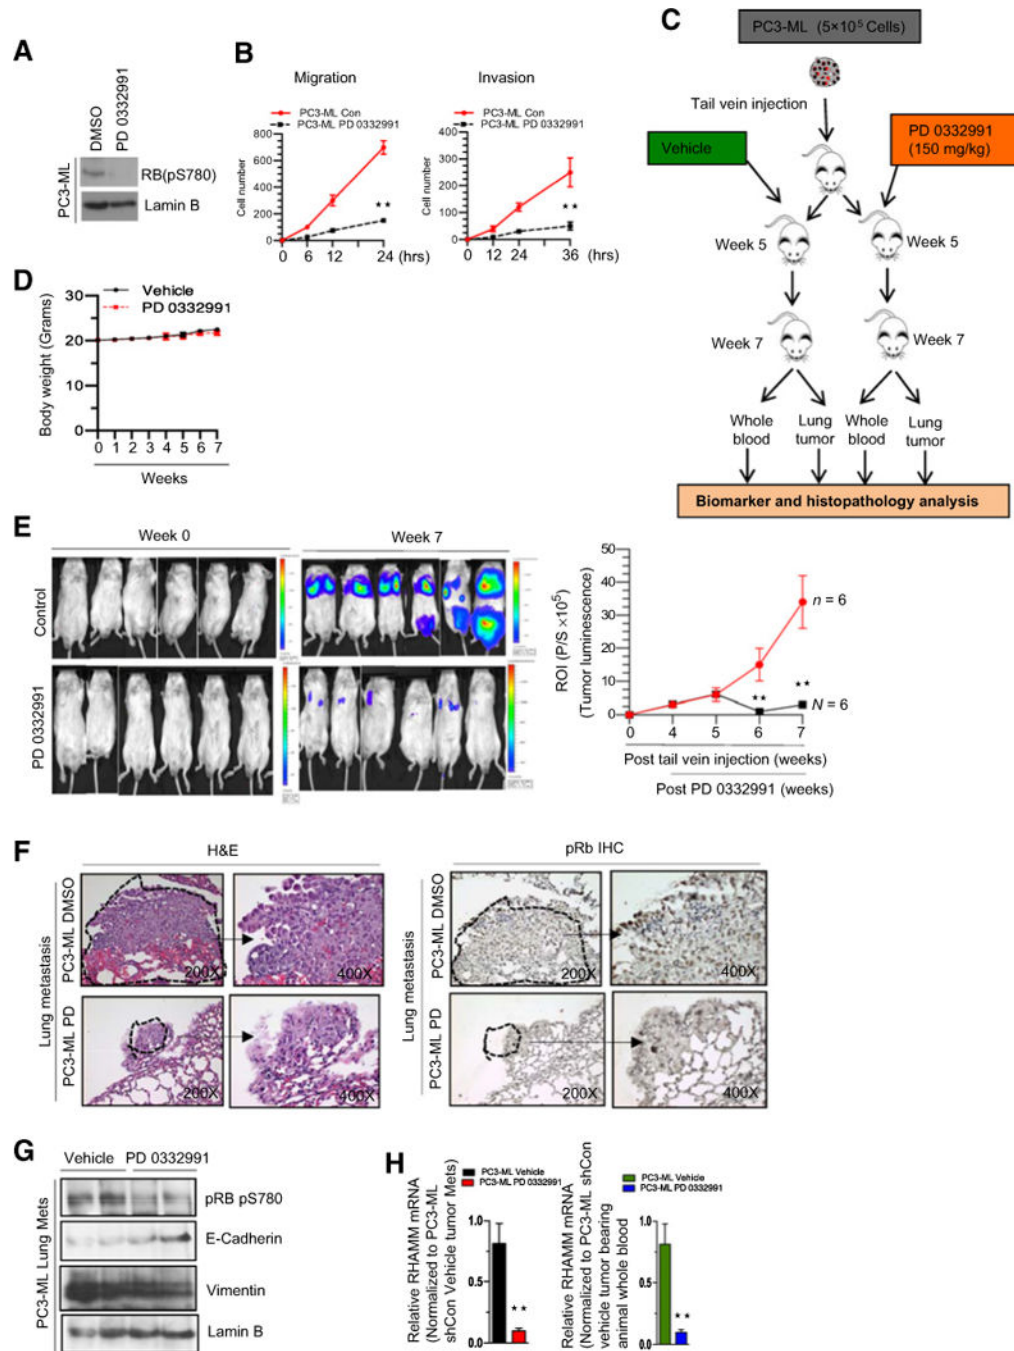 A
DMSO
PD 0332991
PC3-ML
RB(pS780)
Lamin B
B
Migration
PC3-ML Con
PC3-ML PD 0332991
Cell number
800
600
400
200
0
0 6 12 24 (hrs)
★★
Invasion
PC3-ML Con
PC3-ML PD 0332991
Cell number
400
300
200
100
0
0 12 24 36 (hrs)
★★
C
PC3-ML (5×10⁵ Cells)
Tail vein injection
Vehicle
PD 0332991
(150 mg/kg)
Week 5
Week 5
Week 7
Week 7
Whole
blood
Lung
tumor
Whole
blood
Lung
tumor
Biomarker and histopathology analysis
D
Vehicle
PD 0332991
Body weight (Grams)
30
20
10
0
0 1 2 3 4 5 6 7
Weeks
E
Week 0
Week 7
Control
PD 0332991
ROI (P/S ×10⁵)
(Tumor luminescence)
50
40
30
20
10
0
n = 6
★★
★★
N = 6
0 4 5 6 7
Post tail vein injection (weeks)
Post PD 0332991 (weeks)
F
H&E
pRb IHC
Lung metastasis
PC3-ML DMSO
PC3-ML PD
200X
400X
200X
400X
Lung metastasis
PC3-ML DMSO
PC3-ML PD
200X
400X
200X
400X
G
Vehicle PD 0332991
PC3-ML Lung Mets
pRB pS780
E-Cadherin
Vimentin
Lamin B
H
PC3-ML Vehicle
PC3-ML PD 0332991
Relative RHAMM mRNA
(Normalized to PC3-ML
shCon Vehicle tumor Mets)
1.0
0.5
0.0
★★
PC3-ML Vehicle
PC3-ML PD 0332991
Relative RHAMM mRNA
(Normalized to PC3-ML shCon
vehicle tumor bearing
animal whole blood
1.0
0.5
0.0
★★